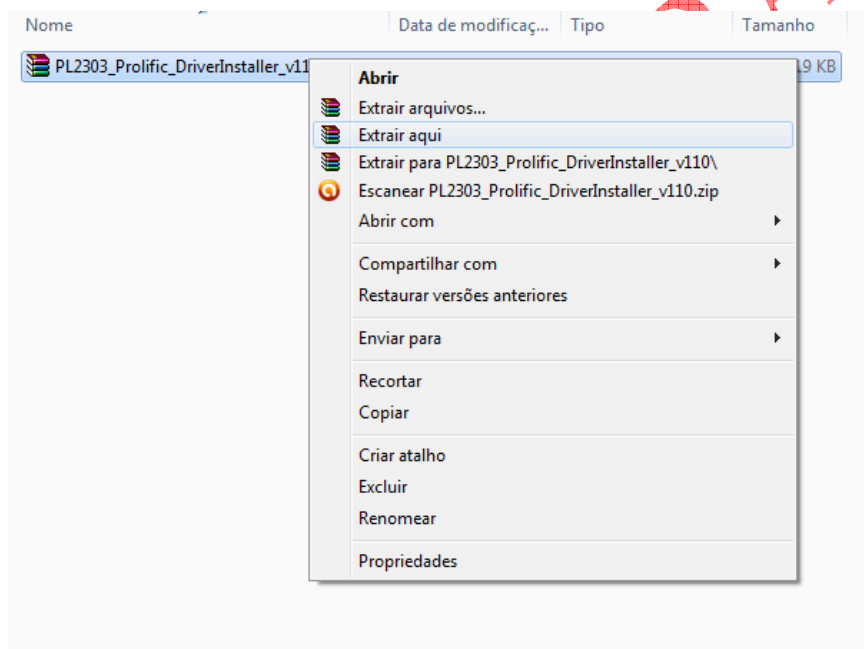 Nome Data de modificaç... Tipo Tamanho
PL2303_Prolific_DriverInstaller_v11 19 KB
Abrir
Extrair arquivos...
Extrair aqui
Extrair para PL2303_Prolific_DriverInstaller_v110\
Escanear PL2303_Prolific_DriverInstaller_v110.zip
Abrir com
Compartilhar com
Restaurar versões anteriores
Enviar para
Recortar
Copiar
Criar atalho
Excluir
Renomear
Propriedades